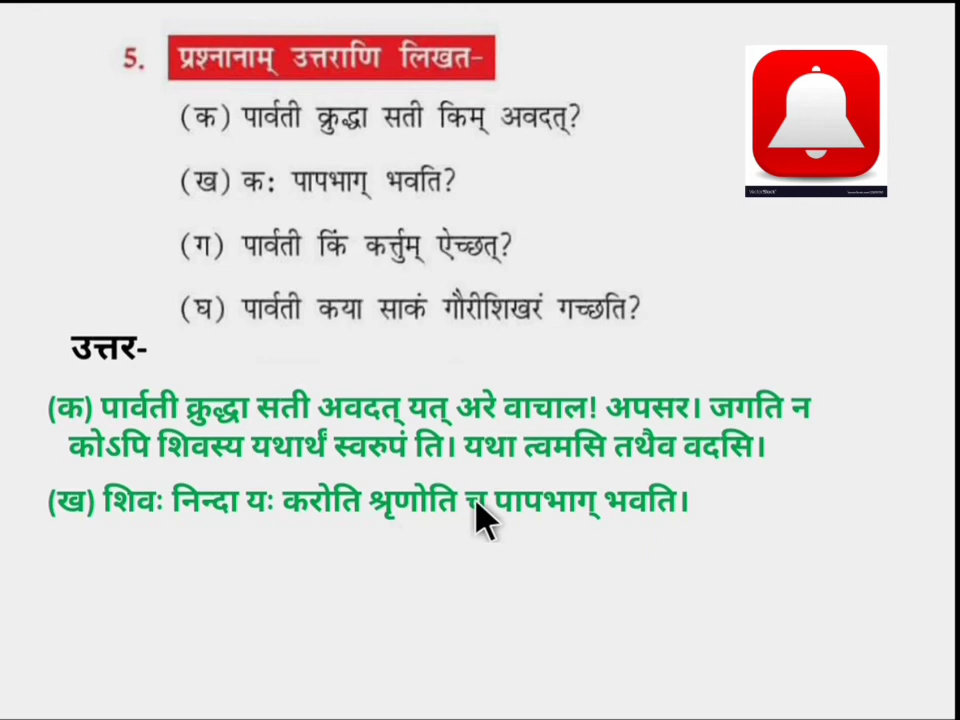 5. प्रश्नानाम् उत्तराणि लिखत-
(क) पार्वती क्रुद्धा सती किम् अवदत्?
(ख) कः पापभाग् भवति?
(ग) पार्वती किं कर्त्तुम् ऐच्छत्?
(घ) पार्वती कया साकं गौरीशिखरं गच्छति?
उत्तर-
(क) पार्वती क्रुद्धा सती अवदत् यत् अरे वाचाल! अपसर। जगति न
कोऽपि शिवस्य यथार्थं स्वरुपं ति। यथा त्वमसि तथैव वदसि।
(ख) शिवः निन्दा यः करोति श्रृणोति च पापभाग् भवति।